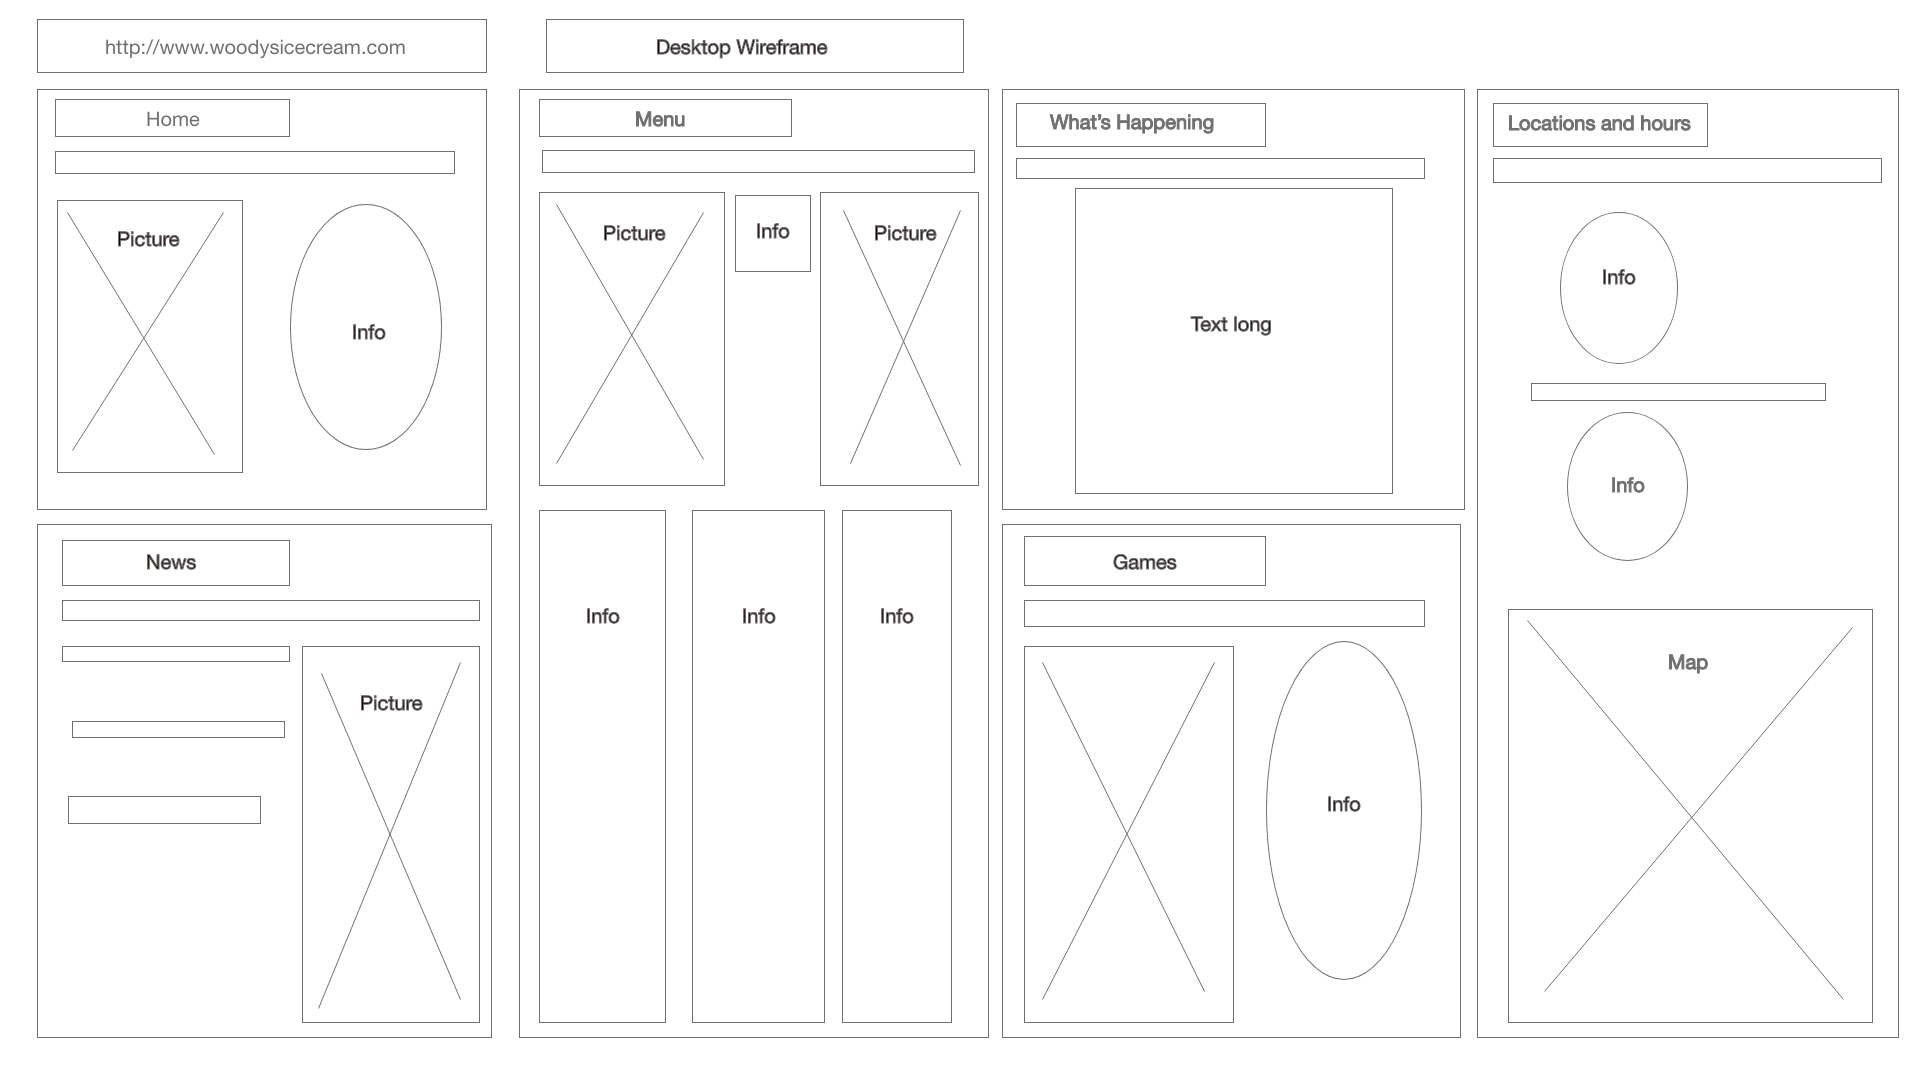 http://www.woodysicecream.com
Desktop Wireframe
Home
Picture
Info
News
Picture
Menu
Picture
Info
Picture
Info
Info
Info
What's Happening
Text long
Games
Info
Locations and hours
Info
Info
Map